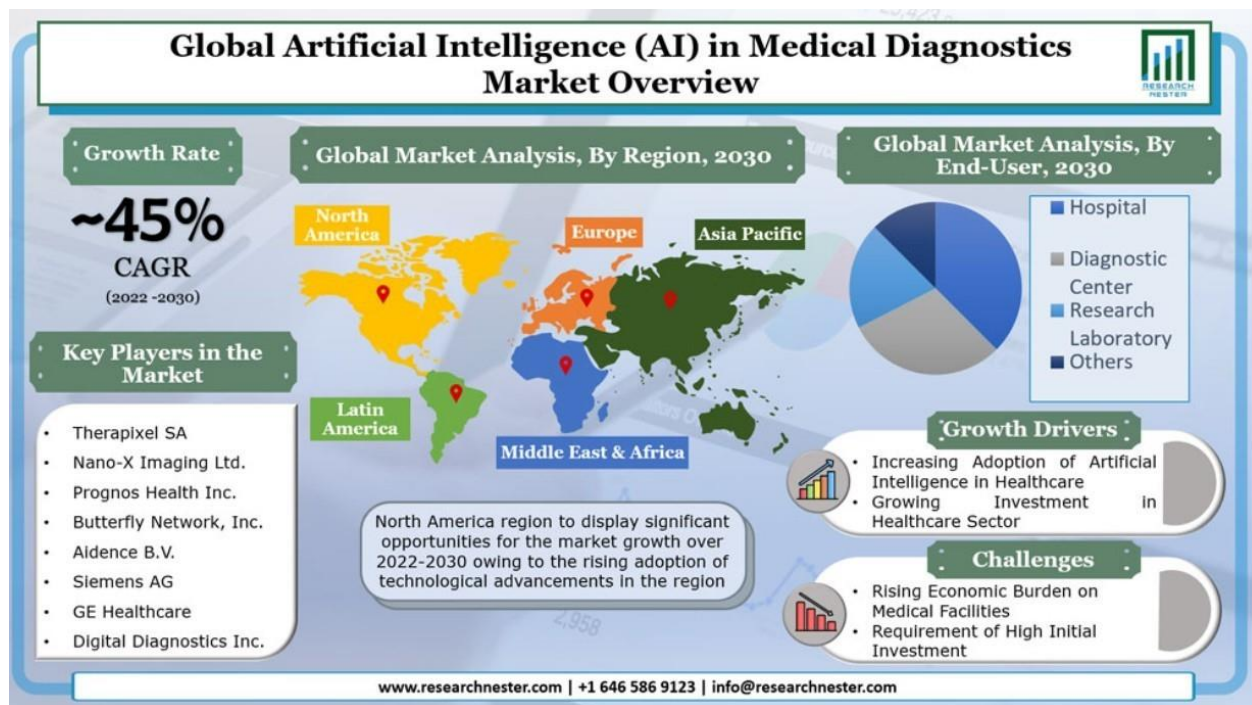 Global Artificial Intelligence (AI) in Medical Diagnostics
Market Overview
RESEARCH
NESTER
Growth Rate
~45%
CAGR
(2022 -2030)
Key Players in the
Market
• Therapixel SA
• Nano-X Imaging Ltd.
• Prognos Health Inc.
• Butterfly Network, Inc.
• Aidence B.V.
• Siemens AG
• GE Healthcare
• Digital Diagnostics Inc.
Global Market Analysis, By Region, 2030
North
America
Europe
Asia Pacific
Latin
America
Middle East & Africa
North America region to display significant
opportunities for the market growth over
2022-2030 owing to the rising adoption of
technological advancements in the region
2,958
Global Market Analysis, By
End-User, 2030
Hospital
Diagnostic
Center
Research
Laboratory
Others
Growth Drivers
• Increasing Adoption of Artificial
Intelligence in Healthcare
• Growing Investment in
Healthcare Sector
Challenges
• Rising Economic Burden on
Medical Facilities
• Requirement of High Initial
Investment
www.researchnester.com | +1 646 586 9123 | info@researchnester.com